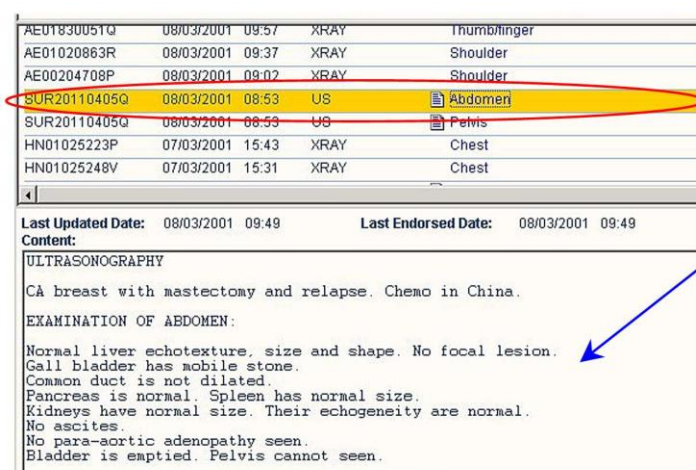 AE01830051Q 08/03/2001 09:57 XRAY Thumb/finger
AE01020863R 08/03/2001 09:37 XRAY Shoulder
AE00204708P 08/03/2001 09:02 XRAY Shoulder
SUR20110405Q 08/03/2001 08:53 US Abdomen
SUR20110405Q 08/03/2001 08:53 US Pelvis
HN01025223P 07/03/2001 15:43 XRAY Chest
HN01025248V 07/03/2001 15:31 XRAY Chest
Last Updated Date: 08/03/2001 09:49 Last Endorsed Date: 08/03/2001 09:49
Content:
ULTRASONOGRAPHY
CA breast with mastectomy and relapse. Chemo in China.
EXAMINATION OF ABDOMEN:
Normal liver echotexture, size and shape. No focal lesion.
Gall bladder has mobile stone.
Common duct is not dilated.
Pancreas is normal. Spleen has normal size.
Kidneys have normal size. Their echogeneity are normal.
No ascites.
No para-aortic adenopathy seen.
Bladder is emptied. Pelvis cannot seen.